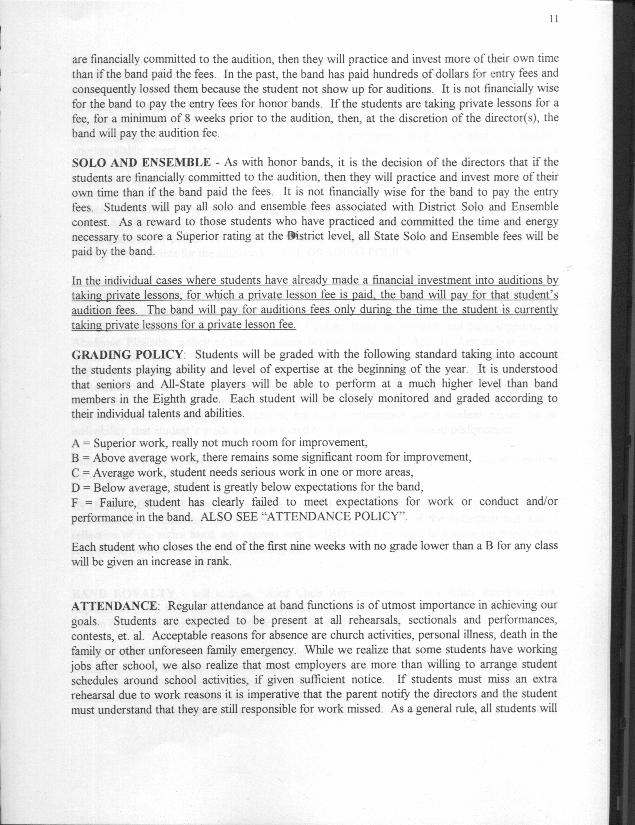 11
are financially committed to the audition, then they will practice and invest more of their own time
than if the band paid the fees. In the past, the band has paid hundreds of dollars for entry fees and
consequently lossed them because the student not show up for auditions. It is not financially wise
for the band to pay the entry fees for honor bands. If the students are taking private lessons for a
fee, for a minimum of 8 weeks prior to the audition, then, at the discretion of the director(s), the
band will pay the audition fee.
SOLO AND ENSEMBLE - As with honor bands, it is the decision of the directors that if the
students are financially committed to the audition, then they will practice and invest more of their
own time than if the band paid the fees. It is not financially wise for the band to pay the entry
fees. Students will pay all solo and ensemble fees associated with District Solo and Ensemble
contest. As a reward to those students who have practiced and committed the time and energy
necessary to score a Superior rating at the District level, all State Solo and Ensemble fees will be
paid by the band.
In the individual cases where students have already made a financial investment into auditions by
taking private lessons, for which a private lesson fee is paid, the band will pay for that student's
audition fees. The band will pay for auditions fees only during the time the student is currently
taking private lessons for a private lesson fee.
GRADING POLICY: Students will be graded with the following standard taking into account
the students playing ability and level of expertise at the beginning of the year. It is understood
that seniors and All-State players will be able to perform at a much higher level than band
members in the Eighth grade. Each student will be closely monitored and graded according to
their individual talents and abilities.
A = Superior work, really not much room for improvement,
B = Above average work, there remains some significant room for improvement,
C = Average work, student needs serious work in one or more areas,
D = Below average, student is greatly below expectations for the band,
F = Failure, student has clearly failed to meet expectations for work or conduct and/or
performance in the band. ALSO SEE "ATTENDANCE POLICY".
Each student who closes the end of the first nine weeks with no grade lower than a B for any class
will be given an increase in rank.
ATTENDANCE: Regular attendance at band functions is of utmost importance in achieving our
goals. Students are expected to be present at all rehearsals, sectionals and performances,
contests, et. al. Acceptable reasons for absence are church activities, personal illness, death in the
family or other unforeseen family emergency. While we realize that some students have working
jobs after school, we also realize that most employers are more than willing to arrange student
schedules around school activities, if given sufficient notice. If students must miss an extra
rehearsal due to work reasons it is imperative that the parent notify the directors and the student
must understand that they are still responsible for work missed. As a general rule, all students will